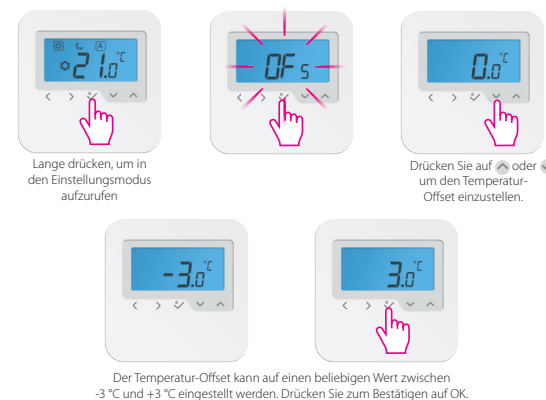 21.0 °C
OFs
0.0 °C
Lange drücken, um in
den Einstellungsmodus
aufzurufen
Drücken Sie auf oder
um den Temperatur-
Offset einzustellen.
-3.0 °C
3.0 °C
Der Temperatur-Offset kann auf einen beliebigen Wert zwischen
-3 °C und +3 °C eingestellt werden. Drücken Sie zum Bestätigen auf OK.